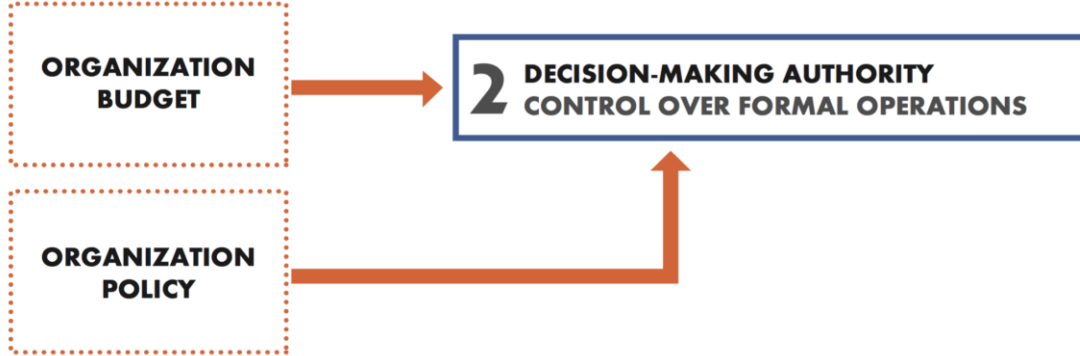 ORGANIZATION
BUDGET
2
DECISION-MAKING AUTHORITY
CONTROL OVER FORMAL OPERATIONS
ORGANIZATION
POLICY